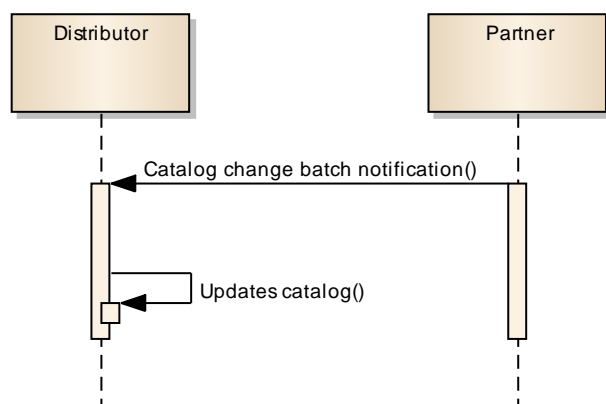 Distributor
Partner
Catalog change batch notification()
Updates catalog()